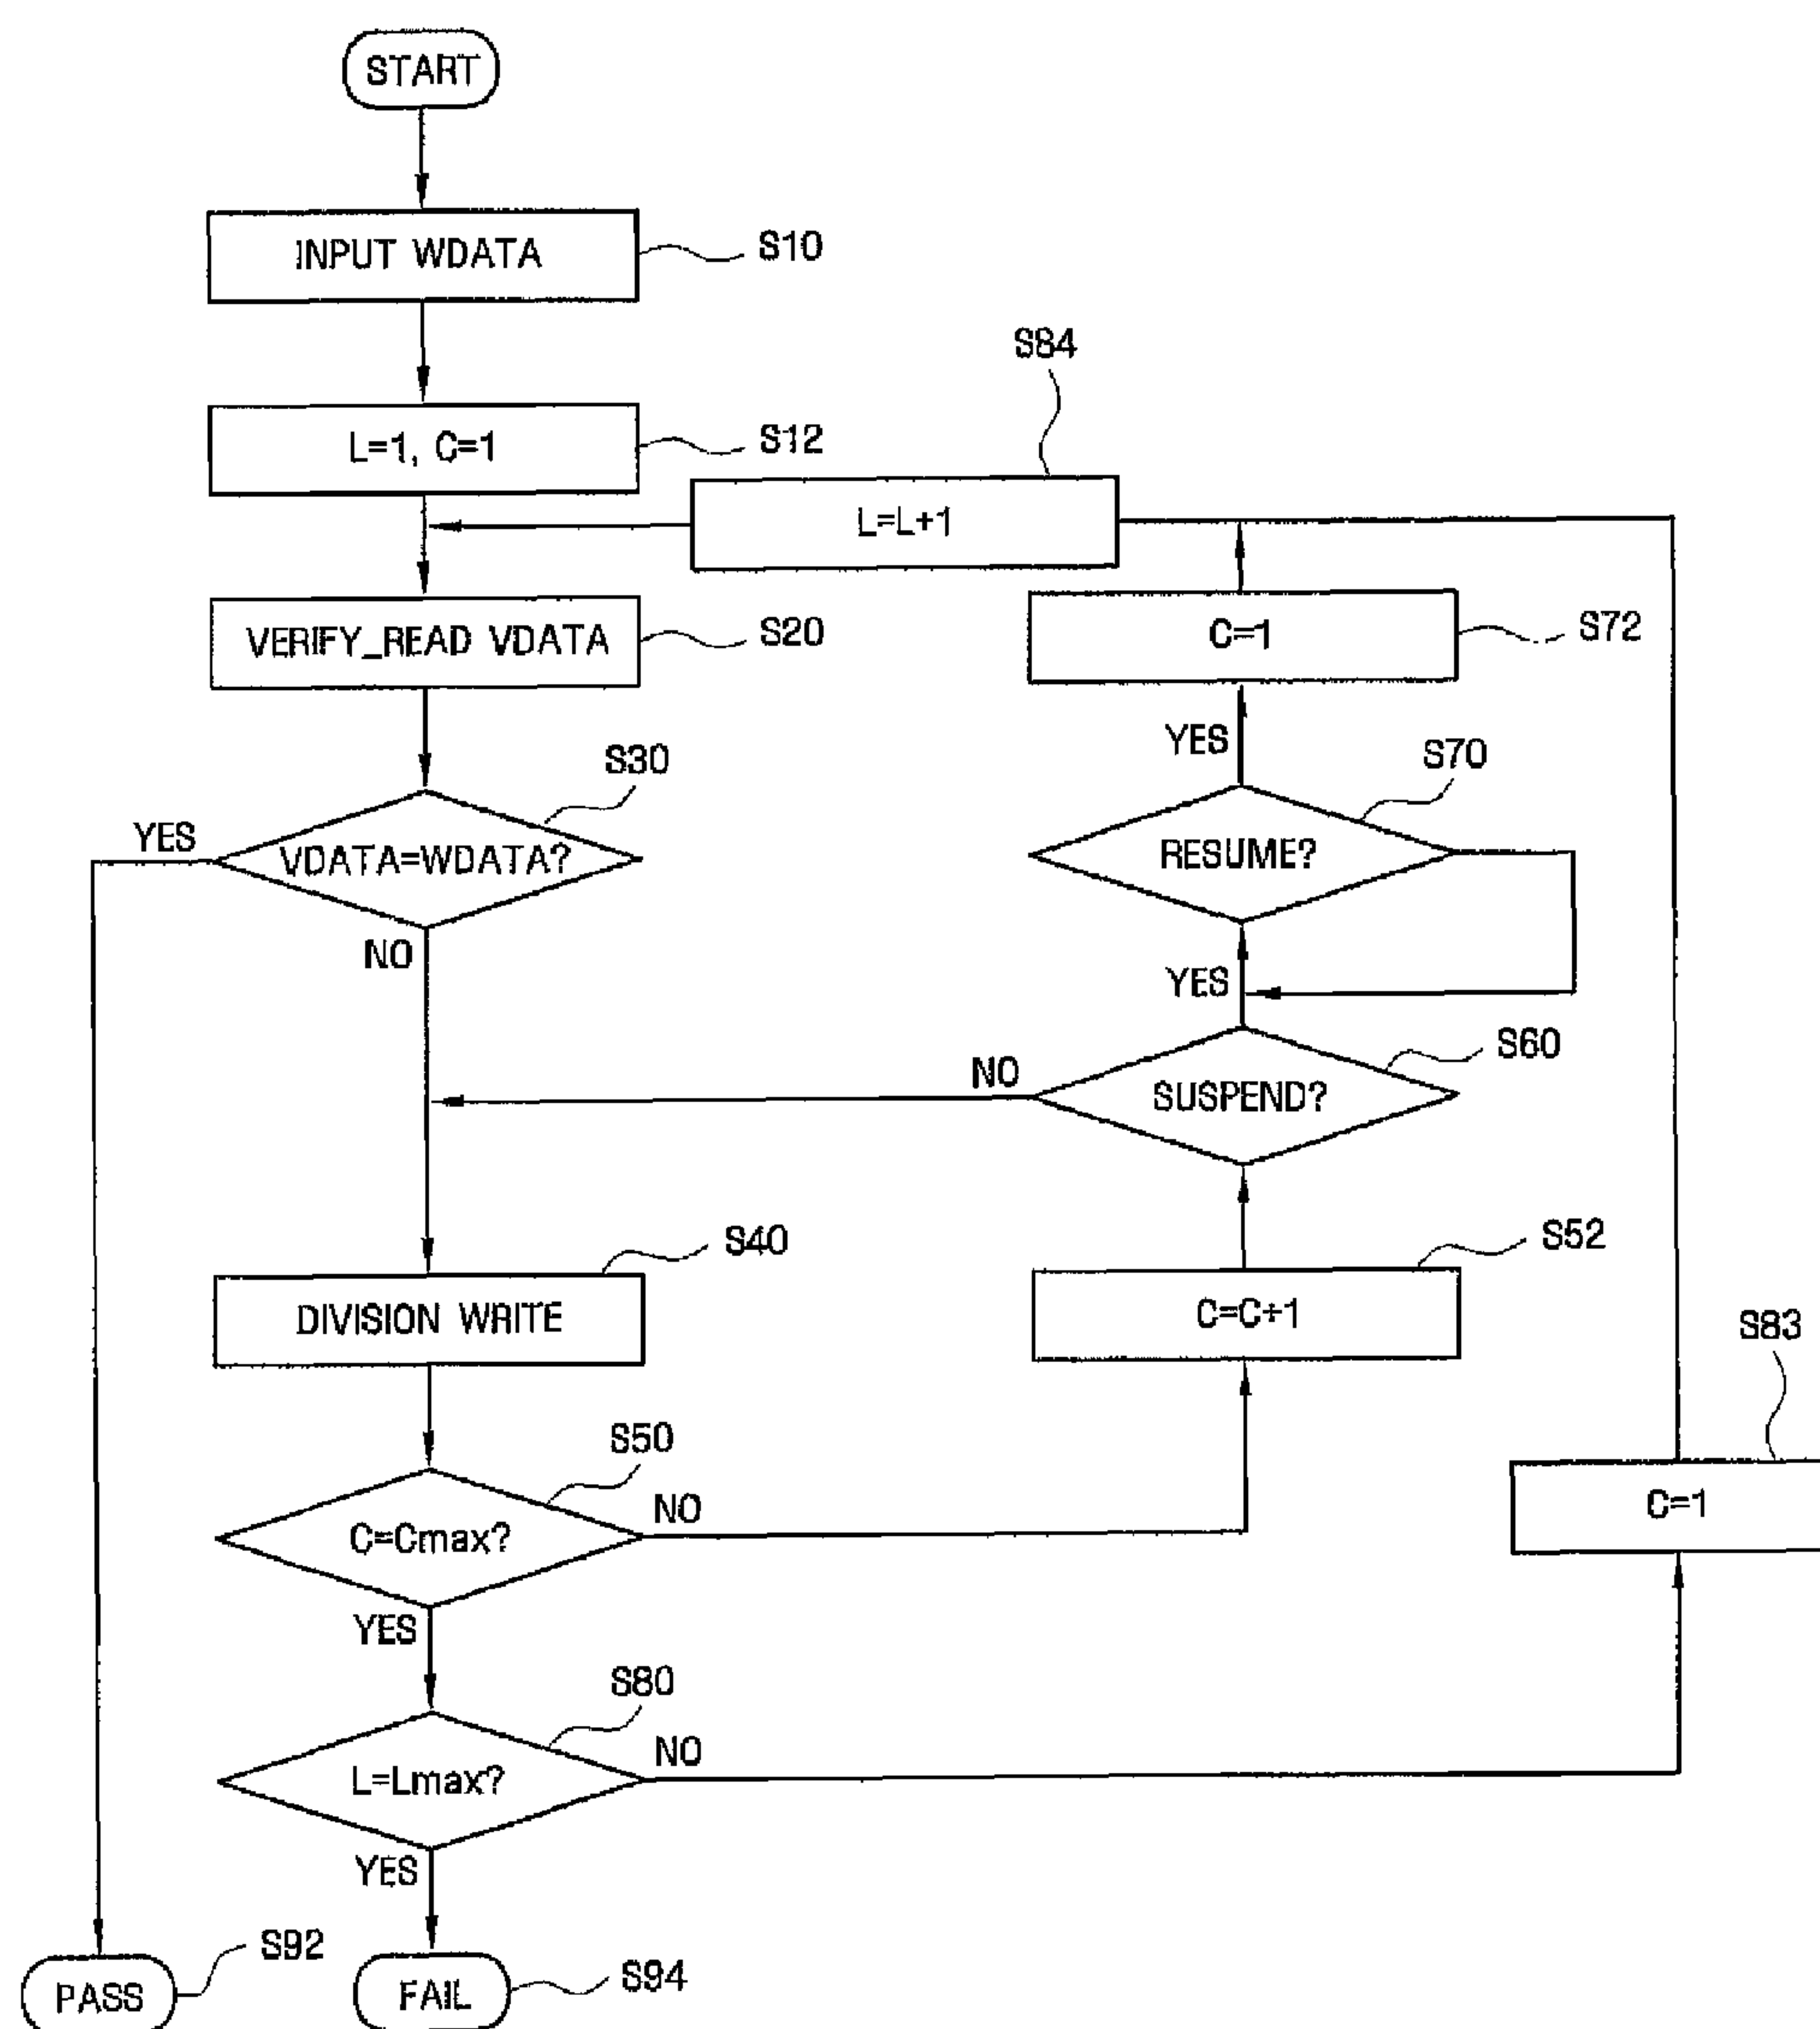 START
INPUT WDATA
S10
S84
L=1, C=1
S12
L=L+1
VERIFY_READ VDATA
S20
C=1
S72
YES
S30
S70
YES
VDATA=WDATA?
RESUME?
NO
YES
S60
NO
SUSPEND?
S40
S52
DIVISION WRITE
C=C+1
S83
S50
NO
C=Cmax?
C=1
YES
S80
NO
L=Lmax?
YES
S92
PASS
FAIL
S94